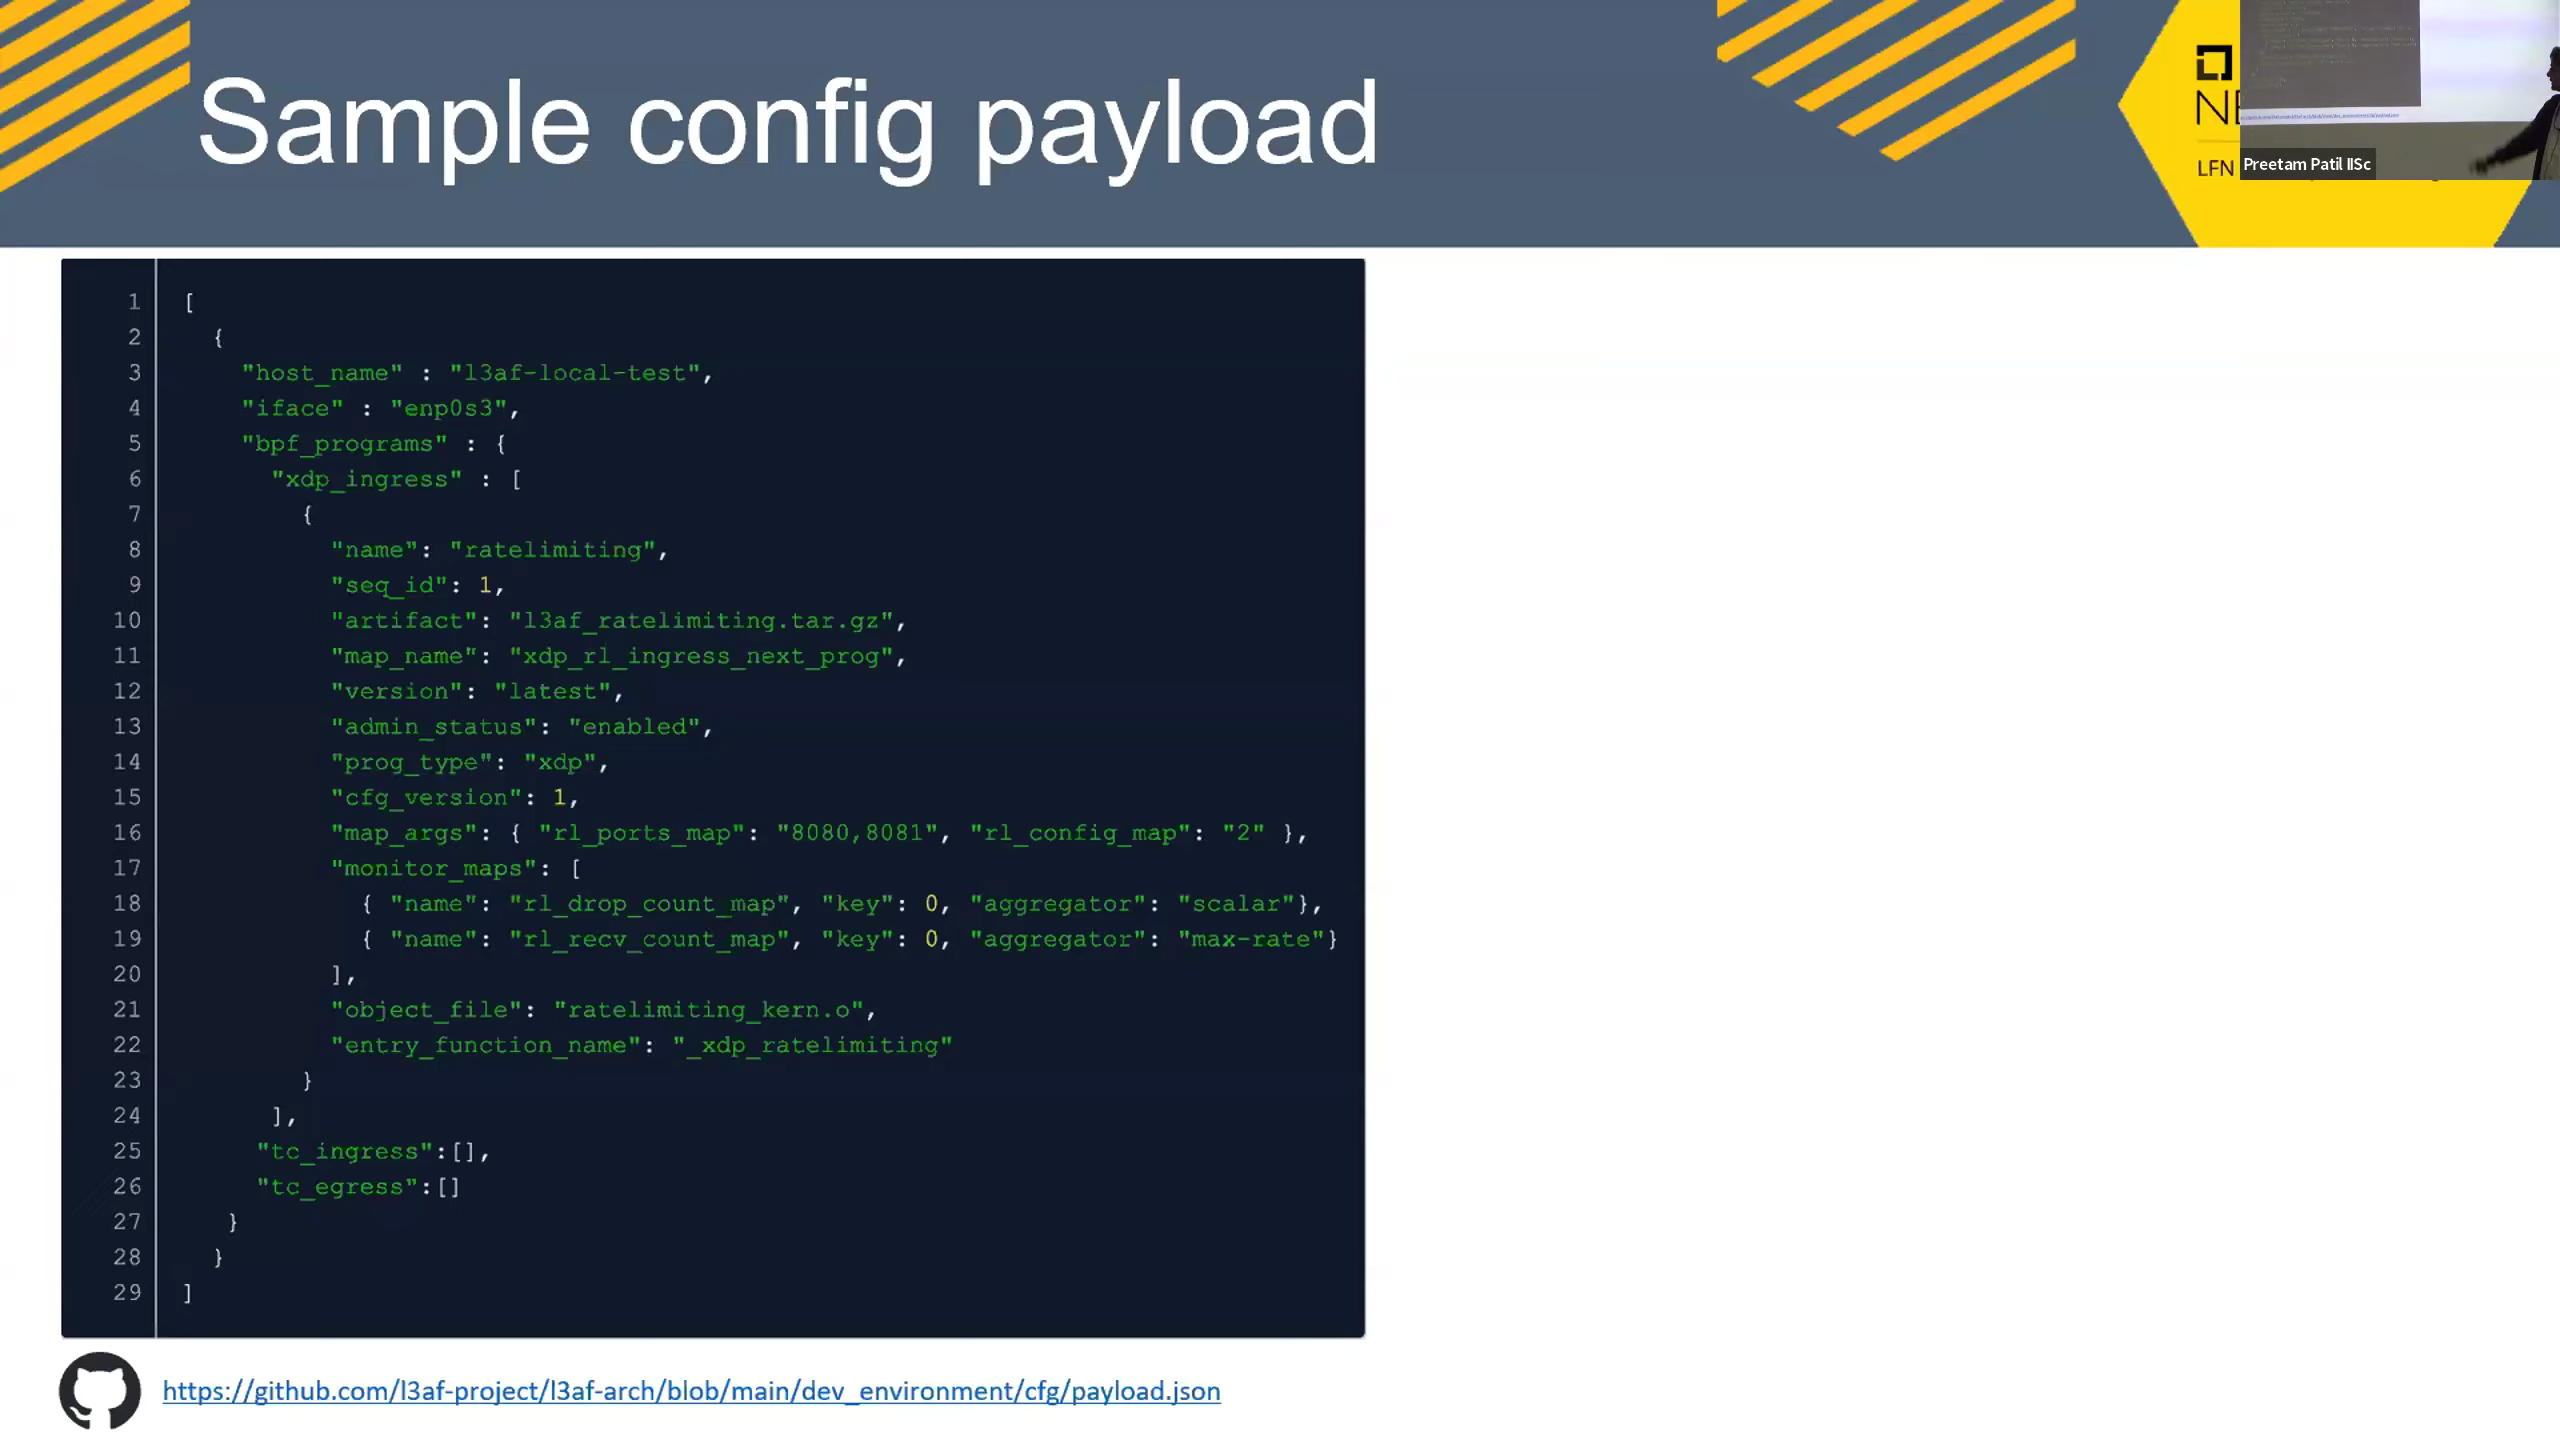 Sample config payload
NE
LFN
Preetam Patil IISc
1 [
2 {
3 "host_name" : "l3af-local-test",
4 "iface" : "enp0s3",
5 "bpf_programs" : {
6 "xdp_ingress" : [
7 {
8 "name": "ratelimiting",
9 "seq_id": 1,
10 "artifact": "l3af_ratelimiting.tar.gz",
11 "map_name": "xdp_rl_ingress_next_prog",
12 "version": "latest",
13 "admin_status": "enabled",
14 "prog_type": "xdp",
15 "cfg_version": 1,
16 "map_args": { "rl_ports_map": "8080,8081", "rl_config_map": "2" },
17 "monitor_maps": [
18 { "name": "rl_drop_count_map", "key": 0, "aggregator": "scalar"},
19 { "name": "rl_recv_count_map", "key": 0, "aggregator": "max-rate"}
20 ],
21 "object_file": "ratelimiting_kern.o",
22 "entry_function_name": "_xdp_ratelimiting"
23 }
24 ],
25 "tc_ingress":[],
26 "tc_egress":[]
27 }
28 }
29 ]
https://github.com/l3af-project/l3af-arch/blob/main/dev_environment/cfg/payload.json